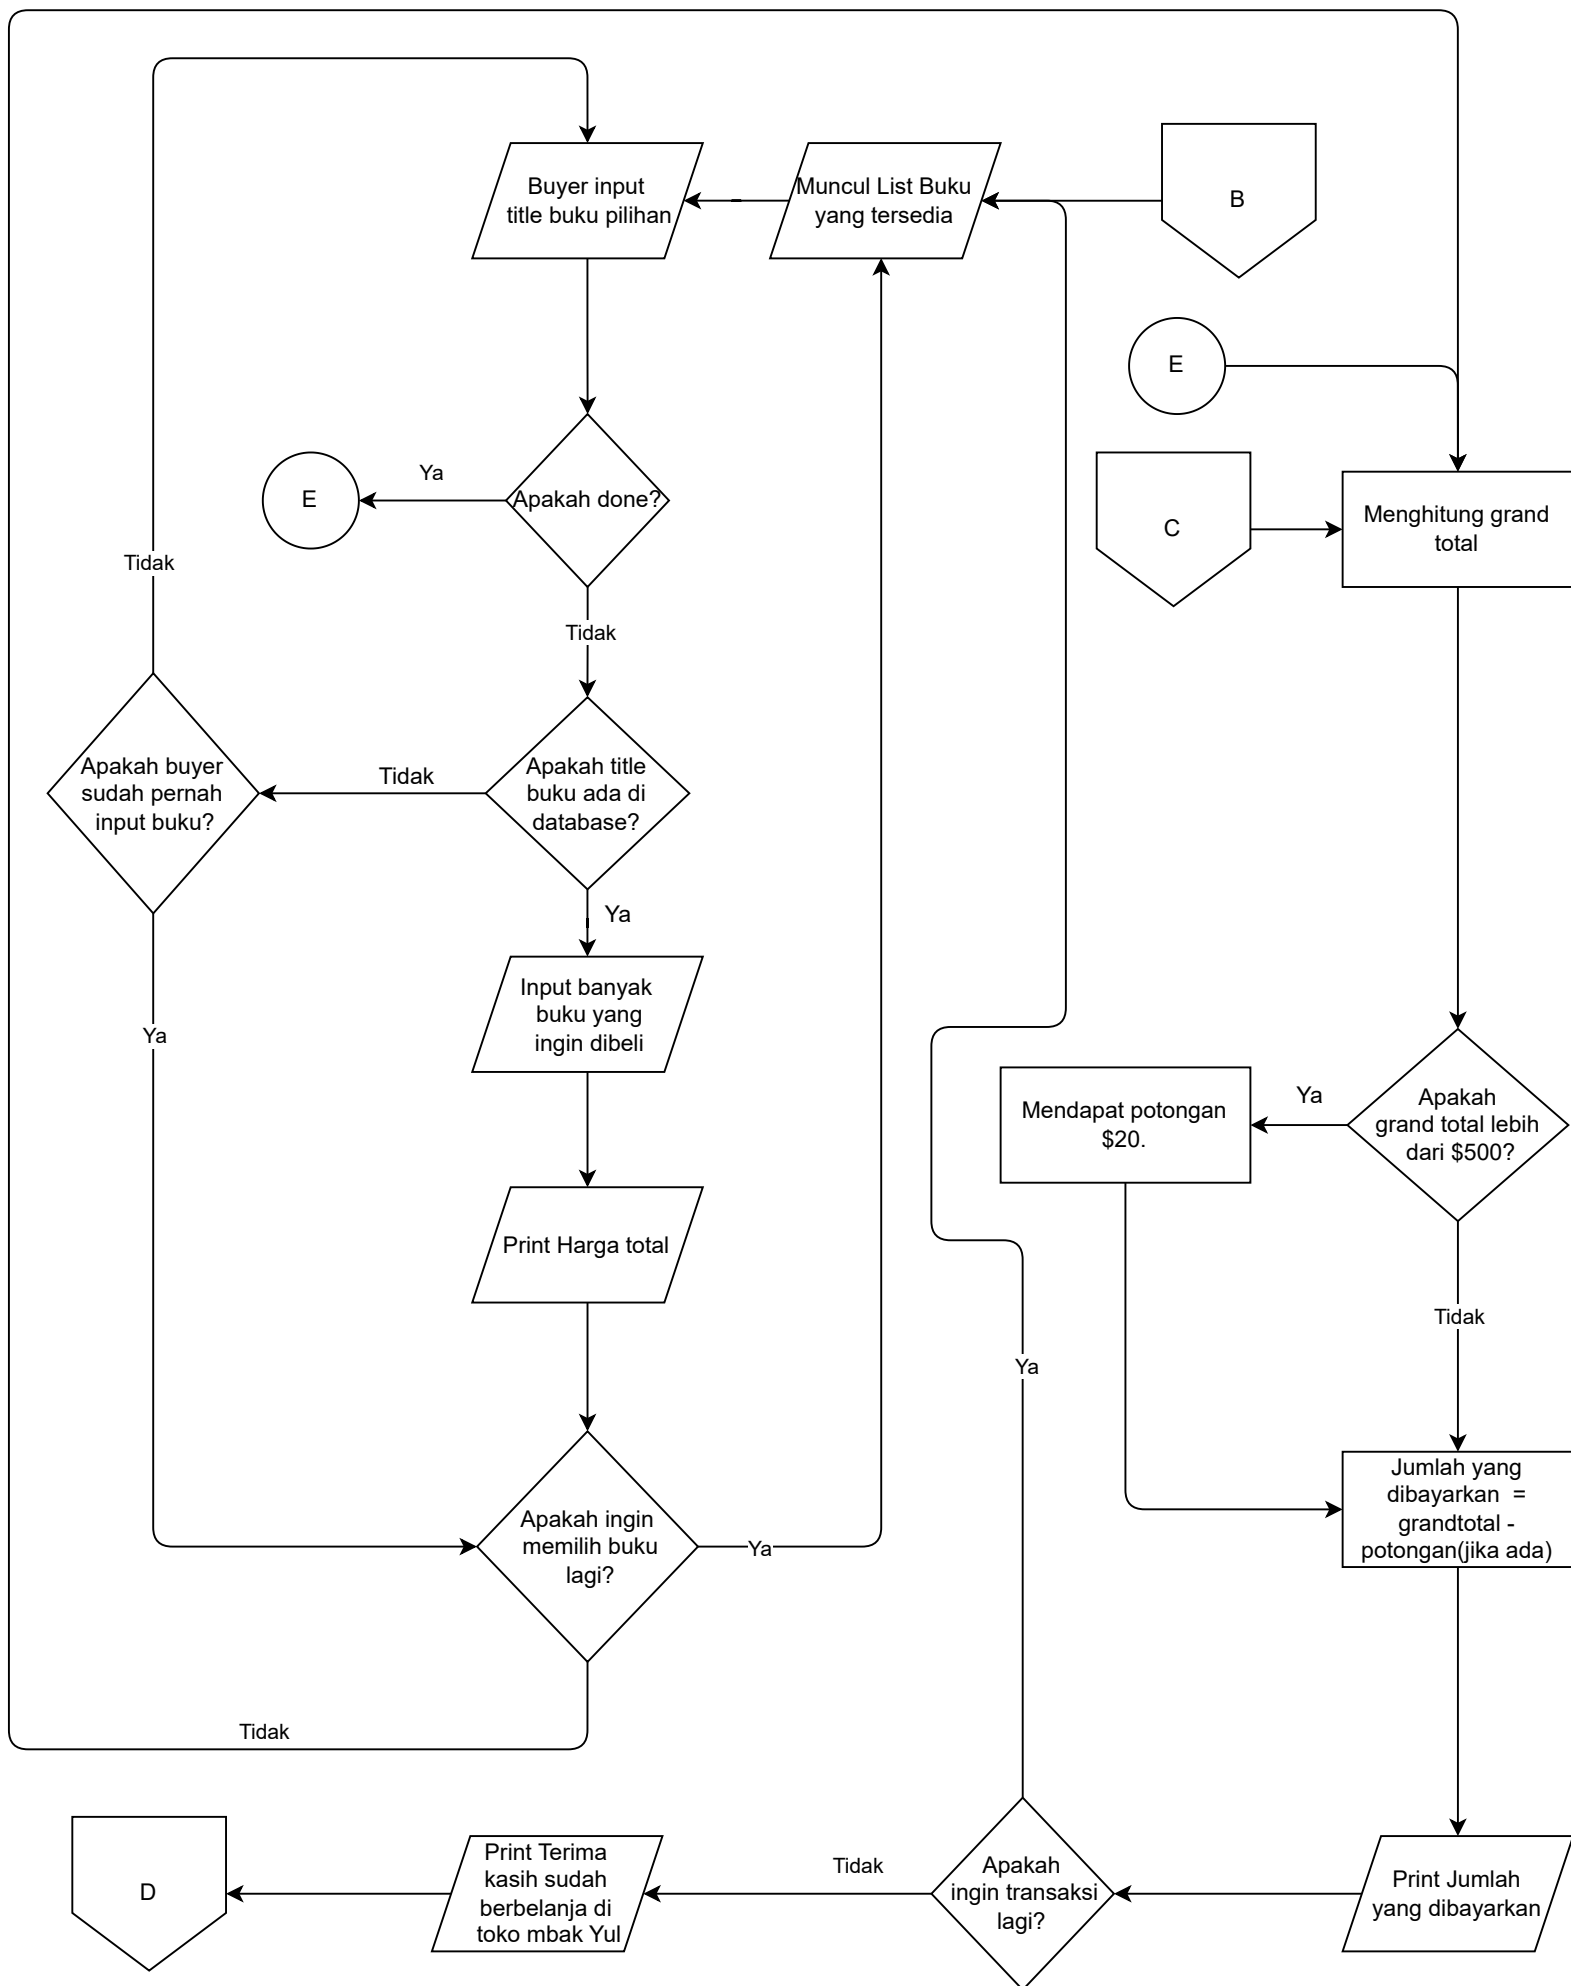 Buyer input
title buku pilihan
Muncul List Buku
yang tersedia
B
E
C
Menghitung grand
total
Ya
E
Apakah done?
Tidak
Tidak
Apakah buyer
sudah pernah
input buku?
Tidak
Apakah title
buku ada di
database?
Ya
Ya
Input banyak
buku yang
ingin dibeli
Mendapat potongan
$20.
Ya
Apakah
grand total lebih
dari $500?
Print Harga total
Tidak
Ya
Jumlah yang
dibayarkan =
grandtotal -
potongan(jika ada)
Apakah ingin
memilih buku
lagi?
Ya
Tidak
D
Print Terima
kasih sudah
berbelanja di
toko mbak Yul
Tidak
Apakah
ingin transaksi
lagi?
Print Jumlah
yang dibayarkan